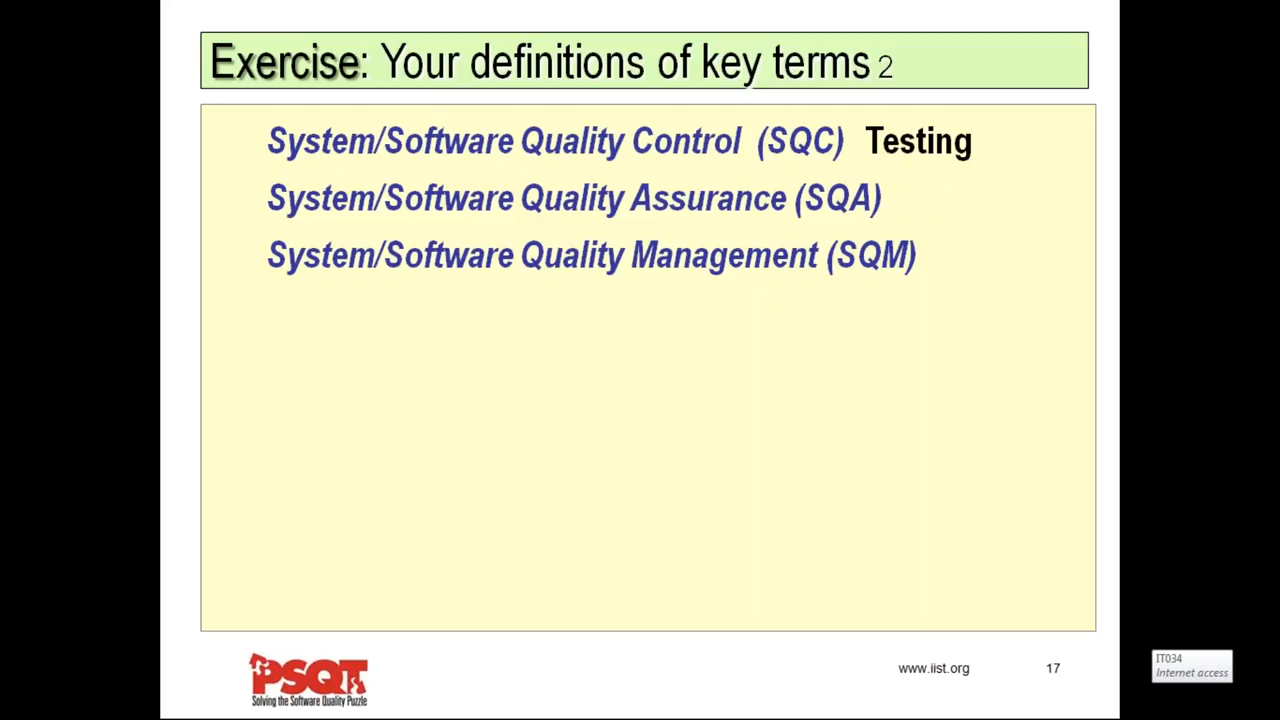 Exercise: Your definitions of key terms 2
System/Software Quality Control (SQC) Testing
System/Software Quality Assurance (SQA)
System/Software Quality Management (SQM)
PSQT
Solving the Software Quality Puzzle
www.iist.org 17
IT034
Internet access